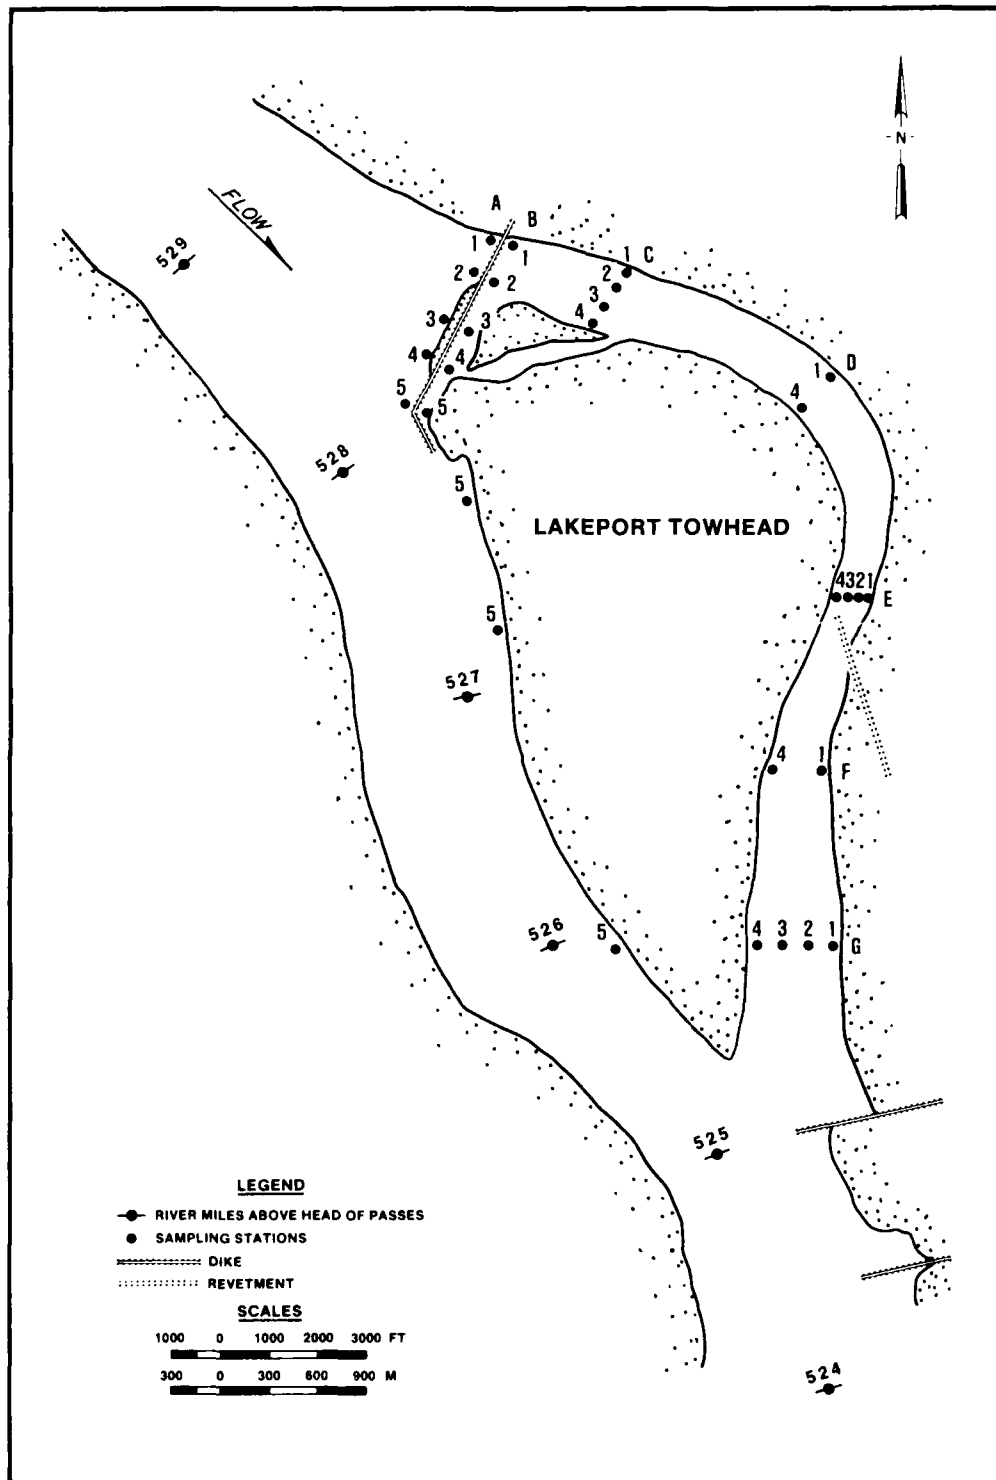 N
FLOW
529
A
B
1
1
1 C
2
2
2
3
3
3
4
4
4
5
5
1 D
4
528
5
LAKEPORT TOWHEAD
4321
E
5
527
4
1
F
526
5
4
3
2
1
G
525
LEGEND
RIVER MILES ABOVE HEAD OF PASSES
SAMPLING STATIONS
DIKE
REVETMENT
SCALES
1000 0 1000 2000 3000 FT
300 0 300 600 900 M
524